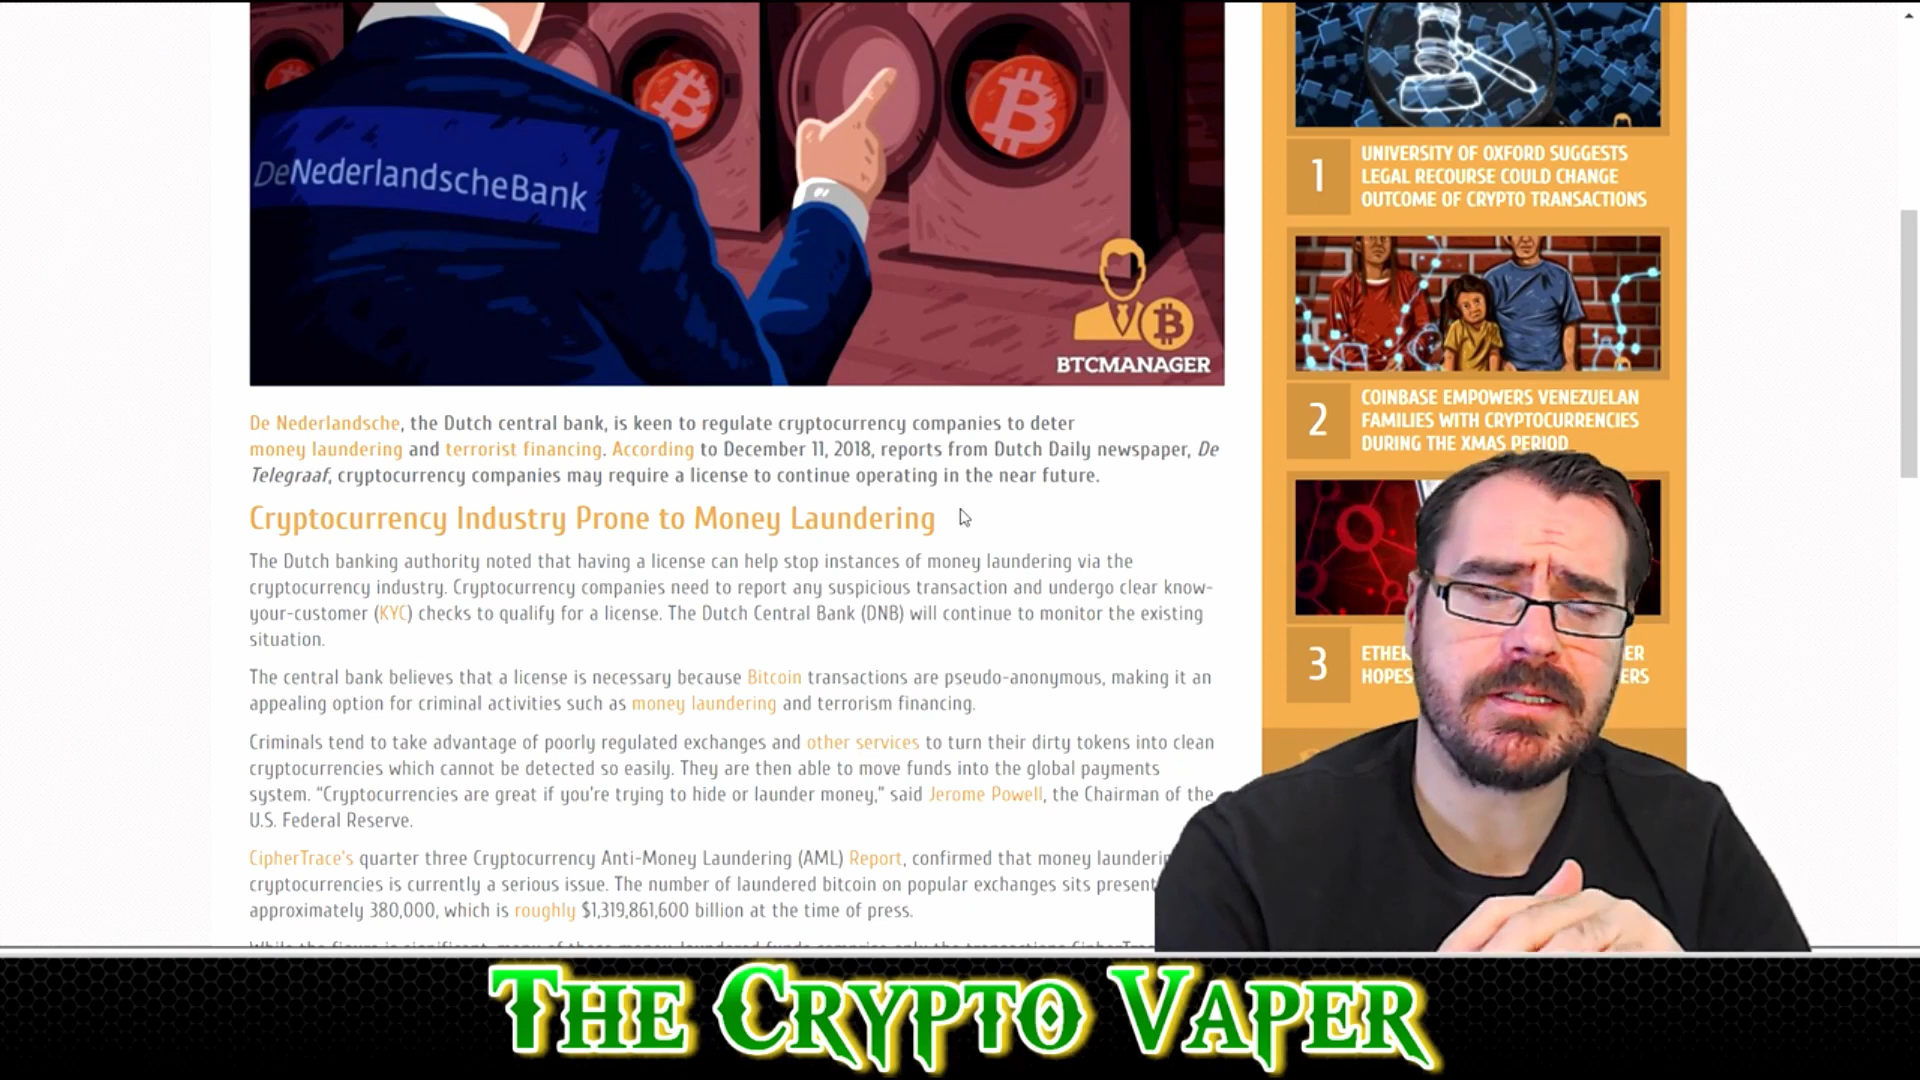 DeNederlandscheBank
BTCMANAGER
De Nederlandsche, the Dutch central bank, is keen to regulate cryptocurrency companies to deter
money laundering and terrorist financing. According to December 11, 2018, reports from Dutch Daily newspaper, De
Telegraaf, cryptocurrency companies may require a license to continue operating in the near future.
Cryptocurrency Industry Prone to Money Laundering
The Dutch banking authority noted that having a license can help stop instances of money laundering via the
cryptocurrency industry. Cryptocurrency companies need to report any suspicious transaction and undergo clear know-
your-customer (KYC) checks to qualify for a license. The Dutch Central Bank (DNB) will continue to monitor the existing
situation.
The central bank believes that a license is necessary because Bitcoin transactions are pseudo-anonymous, making it an
appealing option for criminal activities such as money laundering and terrorism financing.
Criminals tend to take advantage of poorly regulated exchanges and other services to turn their dirty tokens into clean
cryptocurrencies which cannot be detected so easily. They are then able to move funds into the global payments
system. “Cryptocurrencies are great if you're trying to hide or launder money,” said Jerome Powell, the Chairman of the
U.S. Federal Reserve.
CipherTrace's quarter three Cryptocurrency Anti-Money Laundering (AML) Report, confirmed that money
cryptocurrencies is currently a serious issue. The number of laundered bitcoin on popular exchanges sits
approximately 380,000, which is roughly $1,319,861,600 billion at the time of press.
1
UNIVERSITY OF OXFORD SUGGESTS
LEGAL RECOURSE COULD CHANGE
OUTCOME OF CRYPTO TRANSACTIONS
2
COINBASE EMPOWERS VENEZUELAN
FAMILIES WITH CRYPTOCURRENCIES
DURING THE XMAS PERIOD
3
HOPES
THE CRYPTO VAPER